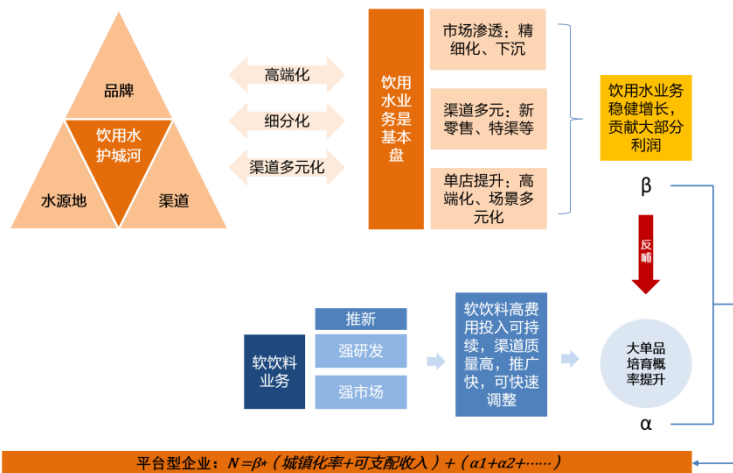 品牌
饮用水
护城河
水源地
渠道
高端化
细分化
渠道多元化
饮用
水业
务是
基本
盘
市场渗透：精
细化、下沉
渠道多元：新
零售、特渠等
单店提升：高
端化、场景多
元化
饮用水业务
稳健增长，
贡献大部分
利润
β
反
哺
软饮料
业务
推新
强研发
强市场
软饮料高费
用投入可持
续，渠道质
量高，推广
快，可快速
调整
大单品
培育概
率提升
α
平台型企业：N=β*（城镇化率+可支配收入）+（α1+α2+……）